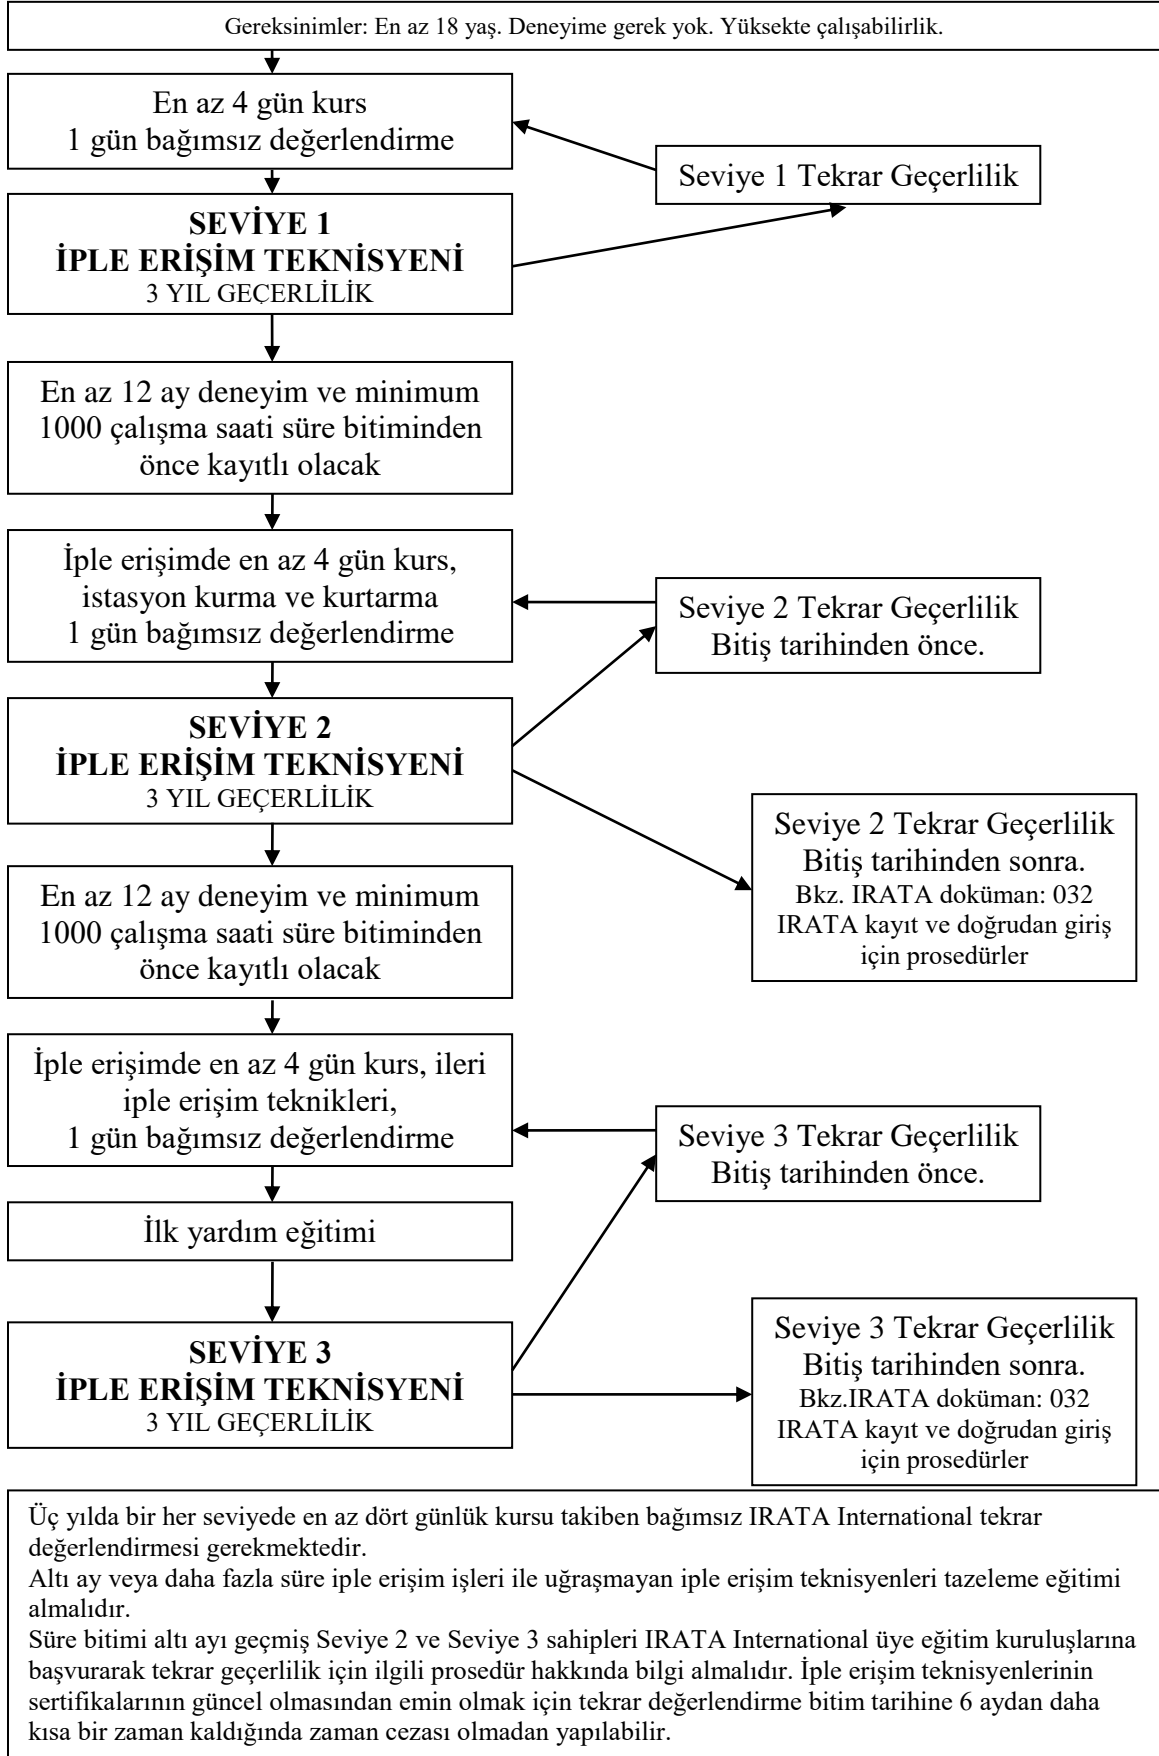 Gereksinimler: En az 18 yaş. Deneyime gerek yok. Yüksekte çalışabilirlik.
En az 4 gün kurs
1 gün bağımsız değerlendirme
Seviye 1 Tekrar Geçerlilik
SEVİYE 1
İPLE ERİŞİM TEKNİSYENİ
3 YIL GEÇERLİLİK
En az 12 ay deneyim ve minimum
1000 çalışma saati süre bitiminden
önce kayıtlı olacak
İple erişimde en az 4 gün kurs,
istasyon kurma ve kurtarma
1 gün bağımsız değerlendirme
Seviye 2 Tekrar Geçerlilik
Bitiş tarihinden önce.
SEVİYE 2
İPLE ERİŞİM TEKNİSYENİ
3 YIL GEÇERLİLİK
Seviye 2 Tekrar Geçerlilik
Bitiş tarihinden sonra.
Bkz. IRATA doküman: 032
IRATA kayıt ve doğrudan giriş
için prosedürler
En az 12 ay deneyim ve minimum
1000 çalışma saati süre bitiminden
önce kayıtlı olacak
İple erişimde en az 4 gün kurs, ileri
iple erişim teknikleri,
1 gün bağımsız değerlendirme
Seviye 3 Tekrar Geçerlilik
Bitiş tarihinden önce.
İlk yardım eğitimi
SEVİYE 3
İPLE ERİŞİM TEKNİSYENİ
3 YIL GEÇERLİLİK
Seviye 3 Tekrar Geçerlilik
Bitiş tarihinden sonra.
Bkz.IRATA doküman: 032
IRATA kayıt ve doğrudan giriş
için prosedürler
Üç yılda bir her seviyede en az dört günlük kursu takiben bağımsız IRATA International tekrar
değerlendirmesi gerekmektedir.
Altı ay veya daha fazla süre iple erişim işleri ile uğraşmayan iple erişim teknisyenleri tazeleme eğitimi
almalıdır.
Süre bitimi altı ayı geçmiş Seviye 2 ve Seviye 3 sahipleri IRATA International üye eğitim kuruluşlarına
başvurarak tekrar geçerlilik için ilgili prosedür hakkında bilgi almalıdır. İple erişim teknisyenlerinin
sertifikalarının güncel olmasından emin olmak için tekrar değerlendirme bitim tarihine 6 aydan daha
kısa bir zaman kaldığında zaman cezası olmadan yapılabilir.